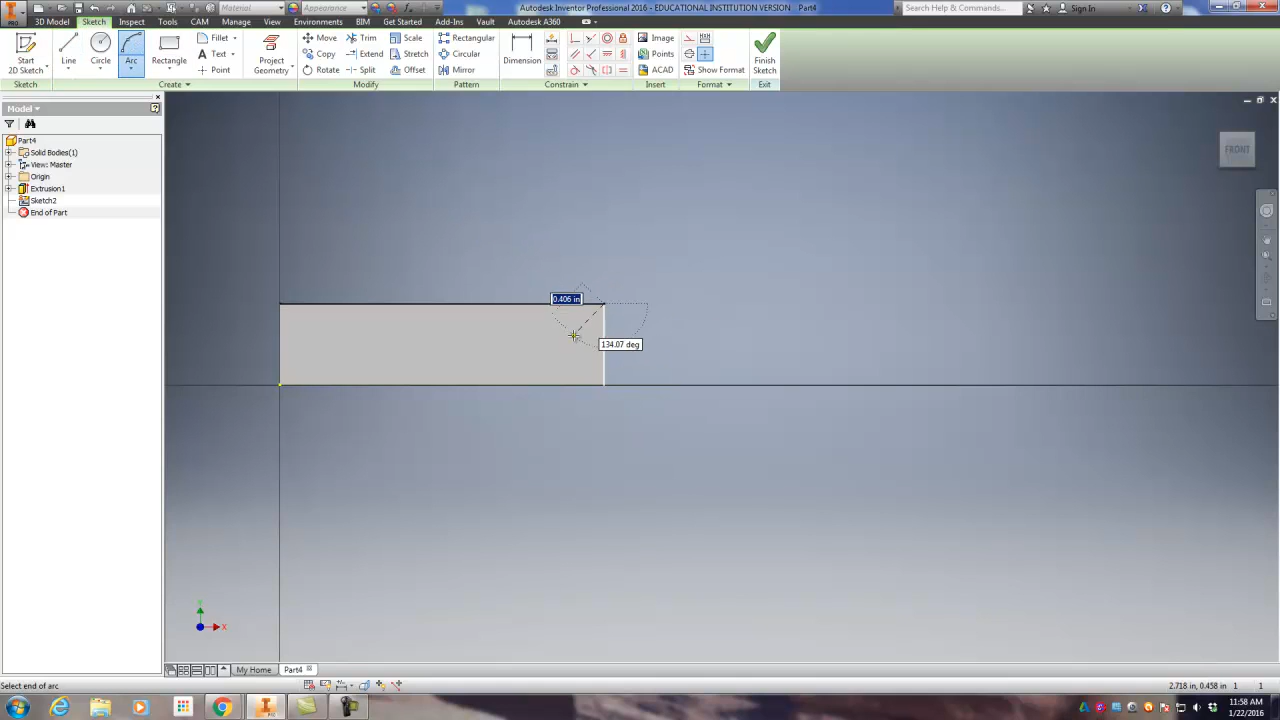 Material
Appearance
Autodesk Inventor Professional 2016 - EDUCATIONAL INSTITUTION VERSION Part4
Search Help & Commands...
Sign In
PRO
3D Model
Sketch
Inspect
Tools
CAM
Manage
View
Environments
BIM
Get Started
Add-Ins
Vault
Autodesk A360
Start
2D Sketch
Line
Circle
Arc
Rectangle
Fillet
Text
Point
Project
Geometry
Move
Copy
Rotate
Trim
Extend
Split
Scale
Stretch
Offset
Rectangular
Circular
Mirror
Dimension
Image
Points
ACAD
Show Format
Finish
Sketch
Sketch
Create
Modify
Pattern
Constrain
Insert
Format
Exit
Model
Part4
Solid Bodies(1)
View: Master
Origin
Extrusion1
Sketch2
End of Part
FRONT
0.406 in
134.07 deg
Y
X
My Home
Part4
Select end of arc
2.718 in, 0.458 in 1 1
11:58 AM
1/22/2016